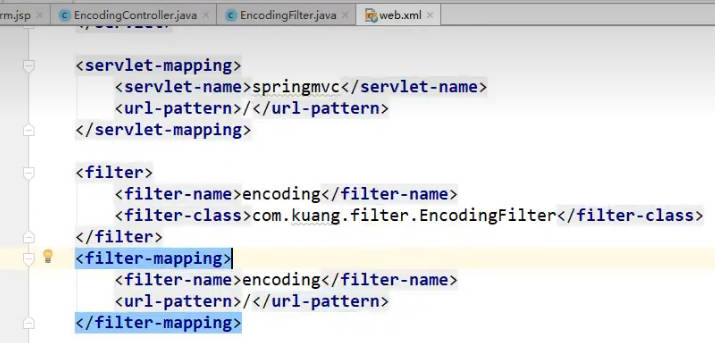 rm.jsp EncodingController.java EncodingFilter.java web.xml
<servlet-mapping>
<servlet-name>springmvc</servlet-name>
<url-pattern>/</url-pattern>
</servlet-mapping>
<filter>
<filter-name>encoding</filter-name>
<filter-class>com.kuang.filter.EncodingFilter</filter-class>
</filter>
<filter-mapping>
<filter-name>encoding</filter-name>
<url-pattern>/</url-pattern>
</filter-mapping>